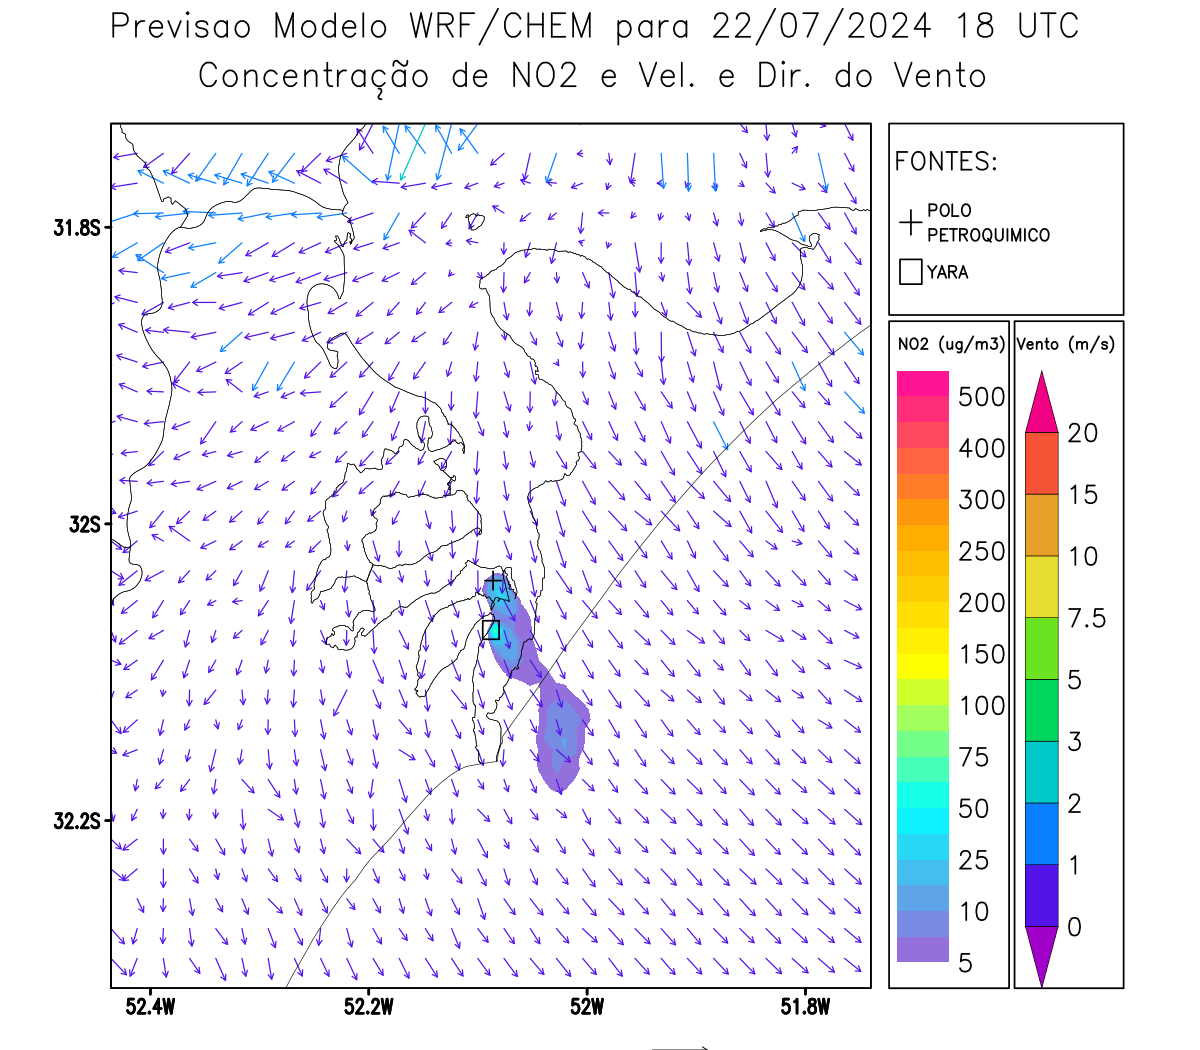 Previsao Modelo WRF/CHEM para 22/07/2024 18 UTC
Concentração de NO2 e Vel. e Dir. do Vento
FONTES:
POLO
PETROQUIMICO
YARA
NO2 (ug/m3)
500
400
300
250
200
150
100
75
50
25
10
5
Vento (m/s)
20
15
10
7.5
5
3
2
1
0
31.8S
32S
32.2S
52.4W
52.2W
52W
51.8W